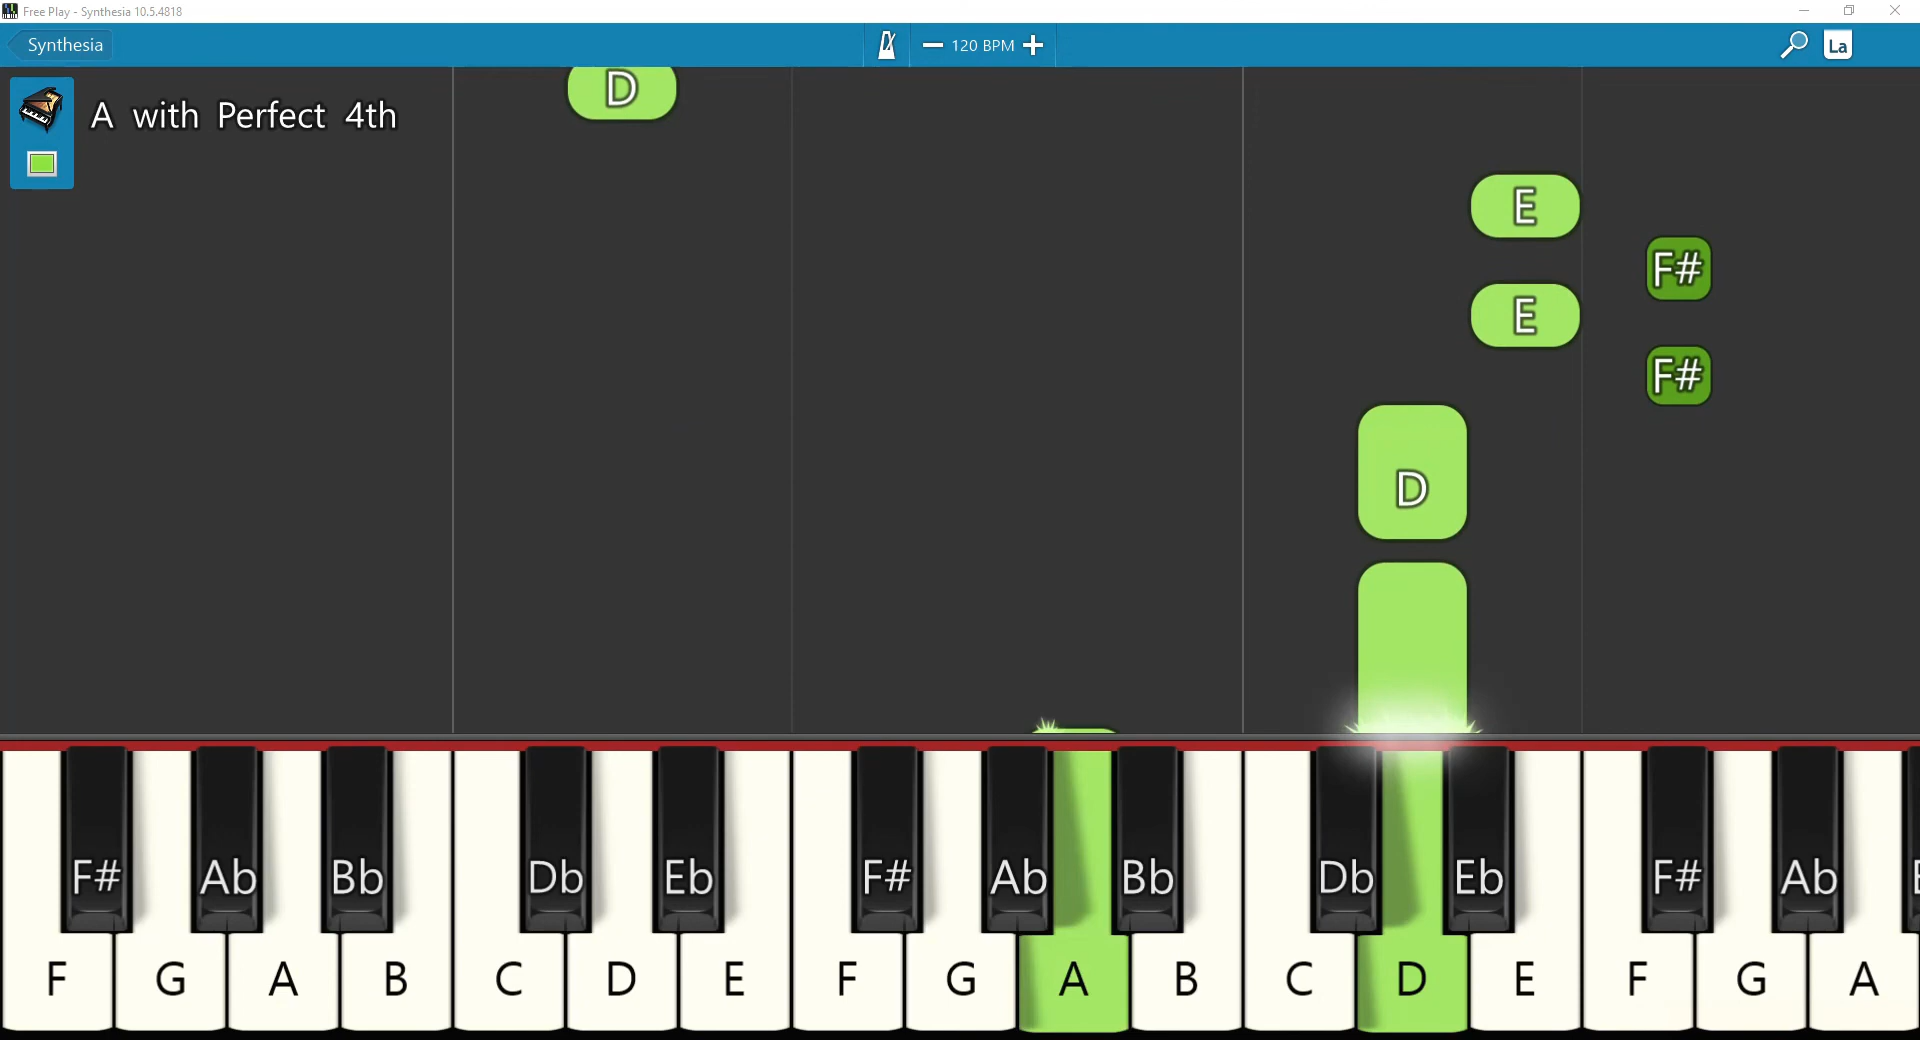 Free Play - Synthesia 10.5.4818
Synthesia
120 BPM
La
A with Perfect 4th
D
E
F#
E
F#
D
F# Ab Bb Db Eb F# Ab Bb Db Eb F# Ab
F G A B C D E F G A B C D E F G A